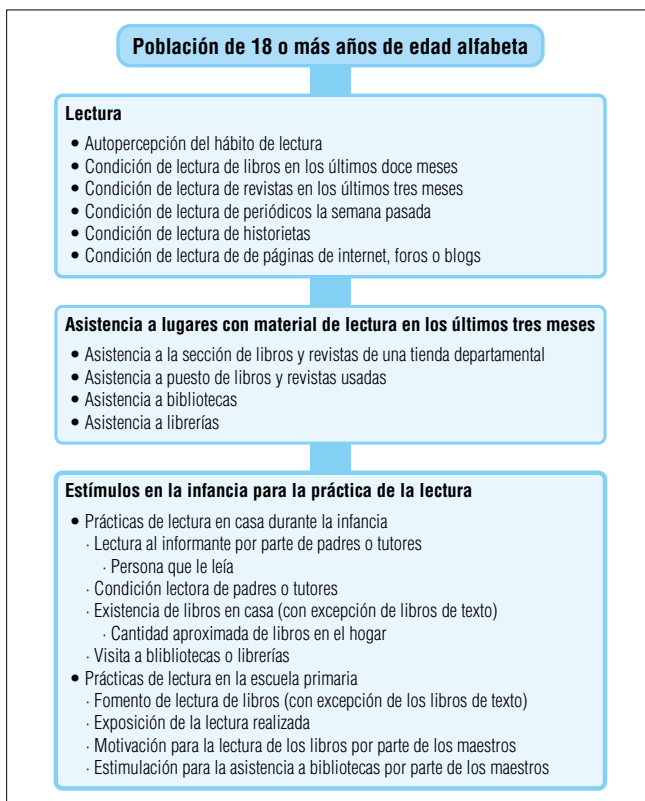 Población de 18 o más años de edad alfabeta
Lectura
• Autopercepción del hábito de lectura
• Condición de lectura de libros en los últimos doce meses
• Condición de lectura de revistas en los últimos tres meses
• Condición de lectura de periódicos la semana pasada
• Condición de lectura de historietas
• Condición de lectura de de páginas de internet, foros o blogs
Asistencia a lugares con material de lectura en los últimos tres meses
• Asistencia a la sección de libros y revistas de una tienda departamental
• Asistencia a puesto de libros y revistas usadas
• Asistencia a bibliotecas
• Asistencia a librerías
Estímulos en la infancia para la práctica de la lectura
• Prácticas de lectura en casa durante la infancia
· Lectura al informante por parte de padres o tutores
· Persona que le leía
· Condición lectora de padres o tutores
· Existencia de libros en casa (con excepción de libros de texto)
· Cantidad aproximada de libros en el hogar
· Visita a blibliotecas o librerías
• Prácticas de lectura en la escuela primaria
· Fomento de lectura de libros (con excepción de los libros de texto)
· Exposición de la lectura realizada
· Motivación para la lectura de los libros por parte de los maestros
· Estimulación para la asistencia a bibliotecas por parte de los maestros